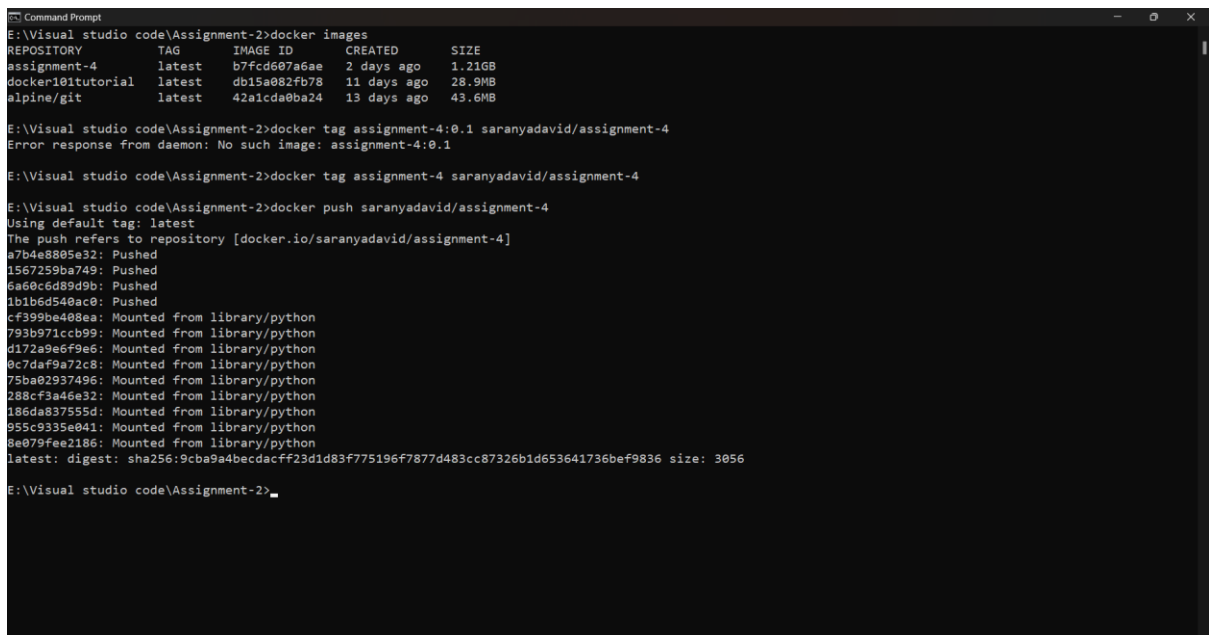 Command Prompt
E:\Visual studio code\Assignment-2>docker images
REPOSITORY TAG IMAGE ID CREATED SIZE
assignment-4 latest b7fcd607a6ae 2 days ago 1.21GB
docker101tutorial latest db15a082fb78 11 days ago 28.9MB
alpine/git latest 42a1cda0ba24 13 days ago 43.6MB
E:\Visual studio code\Assignment-2>docker tag assignment-4:0.1 saranyadavid/assignment-4
Error response from daemon: No such image: assignment-4:0.1
E:\Visual studio code\Assignment-2>docker tag assignment-4 saranyadavid/assignment-4
E:\Visual studio code\Assignment-2>docker push saranyadavid/assignment-4
Using default tag: latest
The push refers to repository [docker.io/saranyadavid/assignment-4]
a7b4e8805e32: Pushed
1567259ba749: Pushed
6a60c6d89d9b: Pushed
1b1b6d540ac0: Pushed
cf399be408ea: Mounted from library/python
793b971ccb99: Mounted from library/python
d172a9e6f9e6: Mounted from library/python
0c7daf9a72c8: Mounted from library/python
75ba02937496: Mounted from library/python
288cf3a46e32: Mounted from library/python
186da837555d: Mounted from library/python
955c9335e041: Mounted from library/python
8e079fee2186: Mounted from library/python
latest: digest: sha256:9cba9a4becdacff23d1d83f775196f7877d483cc87326b1d653641736bef9836 size: 3056
E:\Visual studio code\Assignment-2>